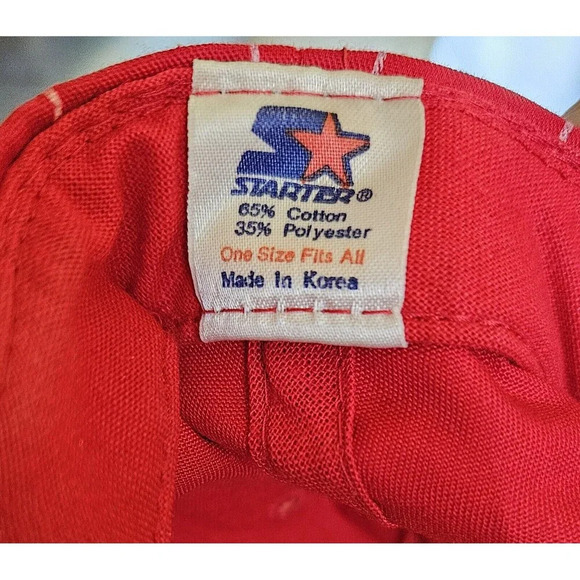 STARTER®
65% Cotton
35% Polyester
One Size Fits All
Made In Korea